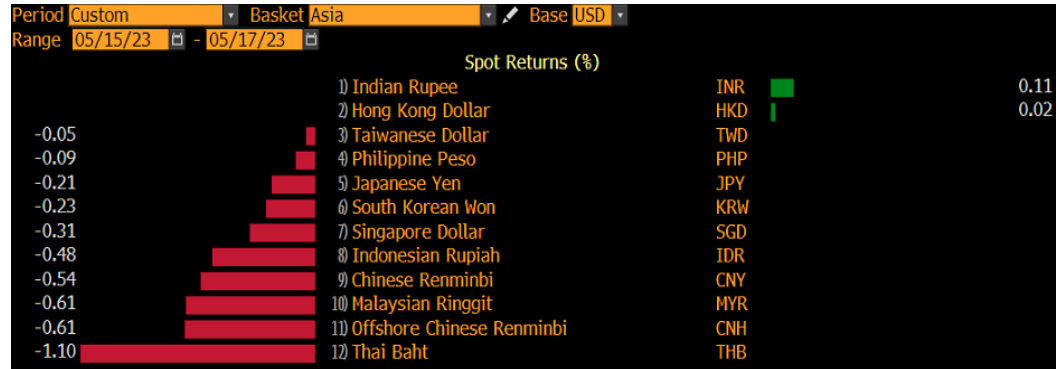 Period Custom Basket Asia Base USD
Range 05/15/23 - 05/17/23
Spot Returns (%)
1) Indian Rupee INR 0.11
2) Hong Kong Dollar HKD 0.02
-0.05 3) Taiwanese Dollar TWD
-0.09 4) Philippine Peso PHP
-0.21 5) Japanese Yen JPY
-0.23 6) South Korean Won KRW
-0.31 7) Singapore Dollar SGD
-0.48 8) Indonesian Rupiah IDR
-0.54 9) Chinese Renminbi CNY
-0.61 10) Malaysian Ringgit MYR
-0.61 11) Offshore Chinese Renminbi CNH
-1.10 12) Thai Baht THB